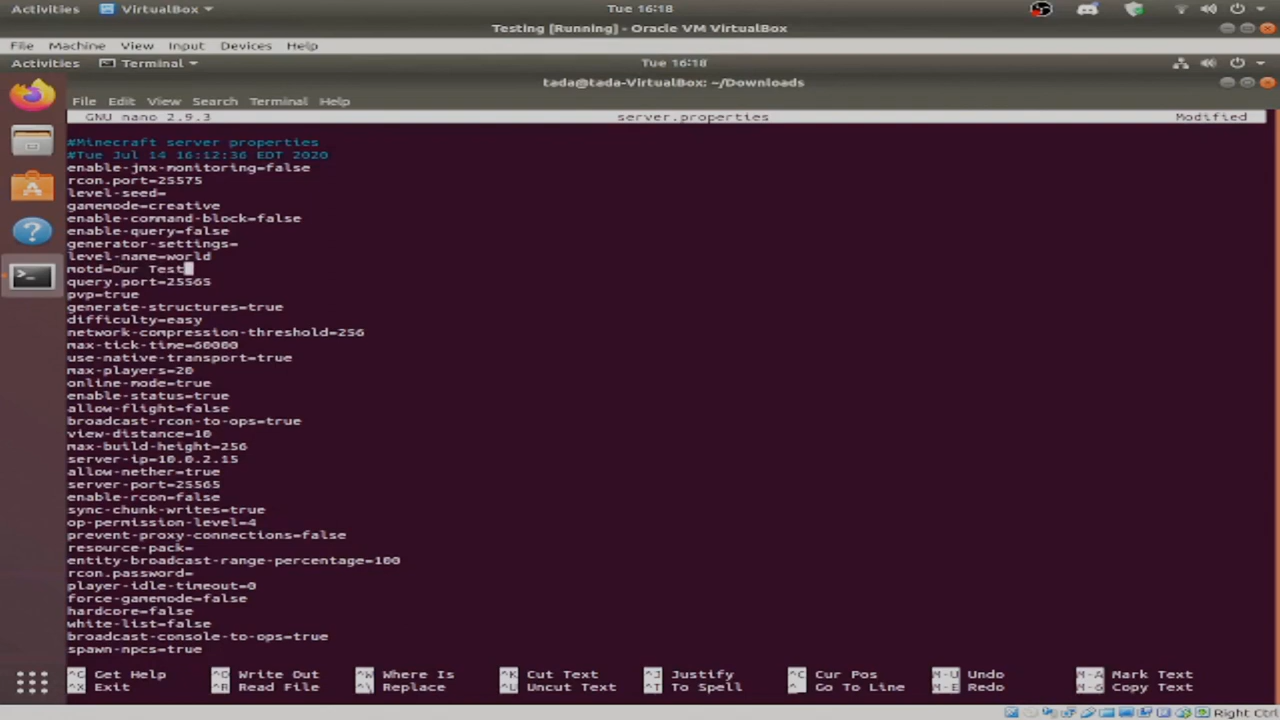 Activities VirtualBox Tue 16:18
Testing [Running] - Oracle VM VirtualBox
File Machine View Input Devices Help
Activities Terminal Tue 16:18
tada@tada-VirtualBox: ~/Downloads
File Edit View Search Terminal Help
GNU nano 2.9.3 server.properties Modified
#Minecraft server properties
#Tue Jul 14 16:12:36 EDT 2020
enable-jmx-monitoring=false
rcon.port=25575
level-seed=
gamemode=creative
enable-command-block=false
enable-query=false
generator-settings=
level-name=world
motd=Our Test
query.port=25565
pvp=true
generate-structures=true
difficulty=easy
network-compression-threshold=256
max-tick-time=60000
use-native-transport=true
max-players=20
online-mode=true
enable-status=true
allow-flight=false
broadcast-rcon-to-ops=true
view-distance=10
max-build-height=256
server-ip=10.0.2.15
allow-nether=true
server-port=25565
enable-rcon=false
sync-chunk-writes=true
op-permission-level=4
prevent-proxy-connections=false
resource-pack=
entity-broadcast-range-percentage=100
rcon.password=
player-idle-timeout=0
force-gamemode=false
hardcore=false
white-list=false
broadcast-console-to-ops=true
spawn-npcs=true
^G Get Help ^O Write Out ^W Where Is ^K Cut Text ^J Justify ^C Cur Pos M-U Undo M-A Mark Text
^X Exit ^R Read File ^\ Replace ^U Uncut Text ^T To Spell ^_ Go To Line M-E Redo M-6 Copy Text
Right Ctrl